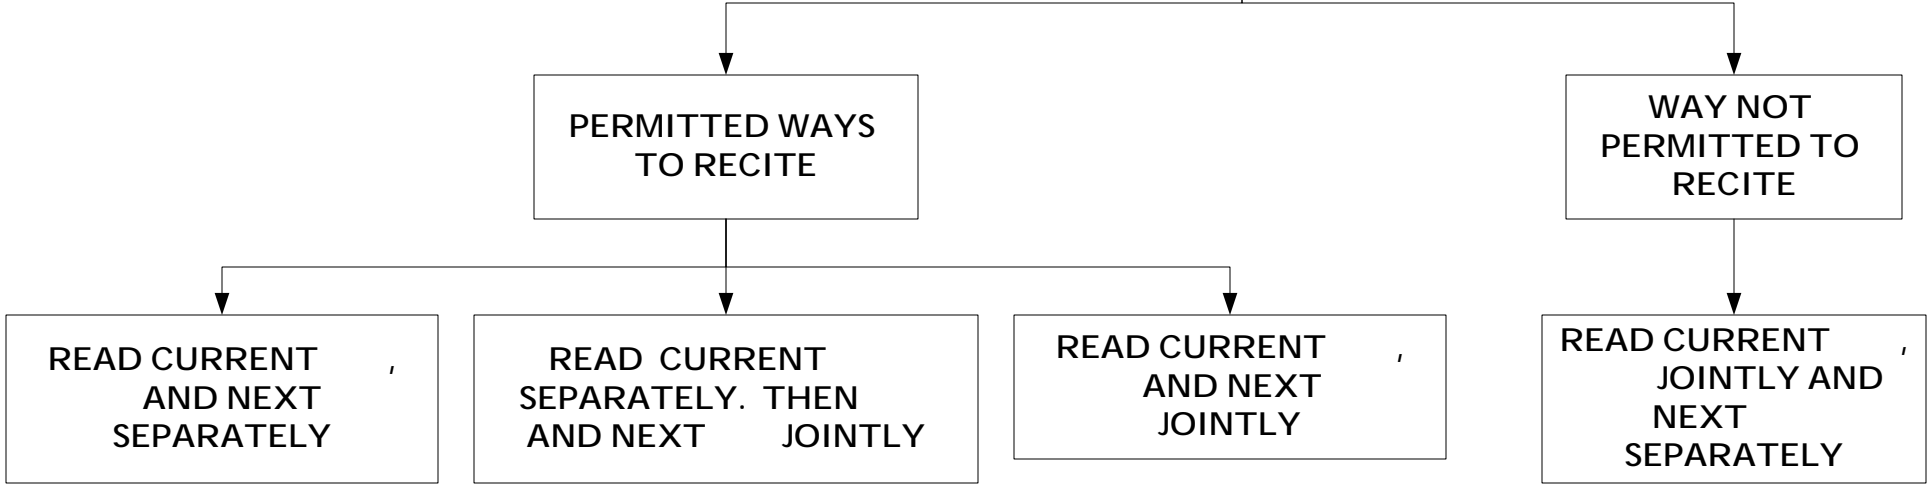 PERMITTED WAYS
TO RECITE
WAY NOT
PERMITTED TO
RECITE
READ CURRENT ,
AND NEXT
SEPARATELY
READ CURRENT
SEPARATELY. THEN
AND NEXT JOINTLY
READ CURRENT ,
AND NEXT
JOINTLY
READ CURRENT ,
JOINTLY AND
NEXT
SEPARATELY